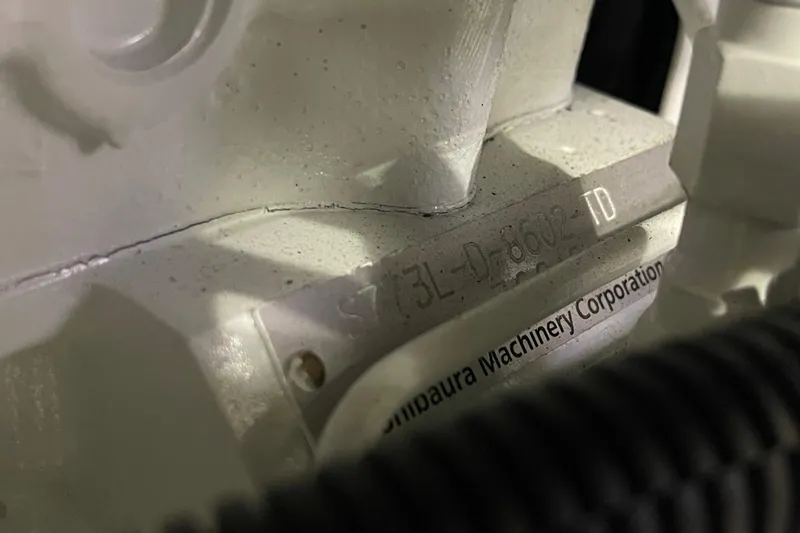 S773L-D-8602-TD
Shibaura Machinery Corporation